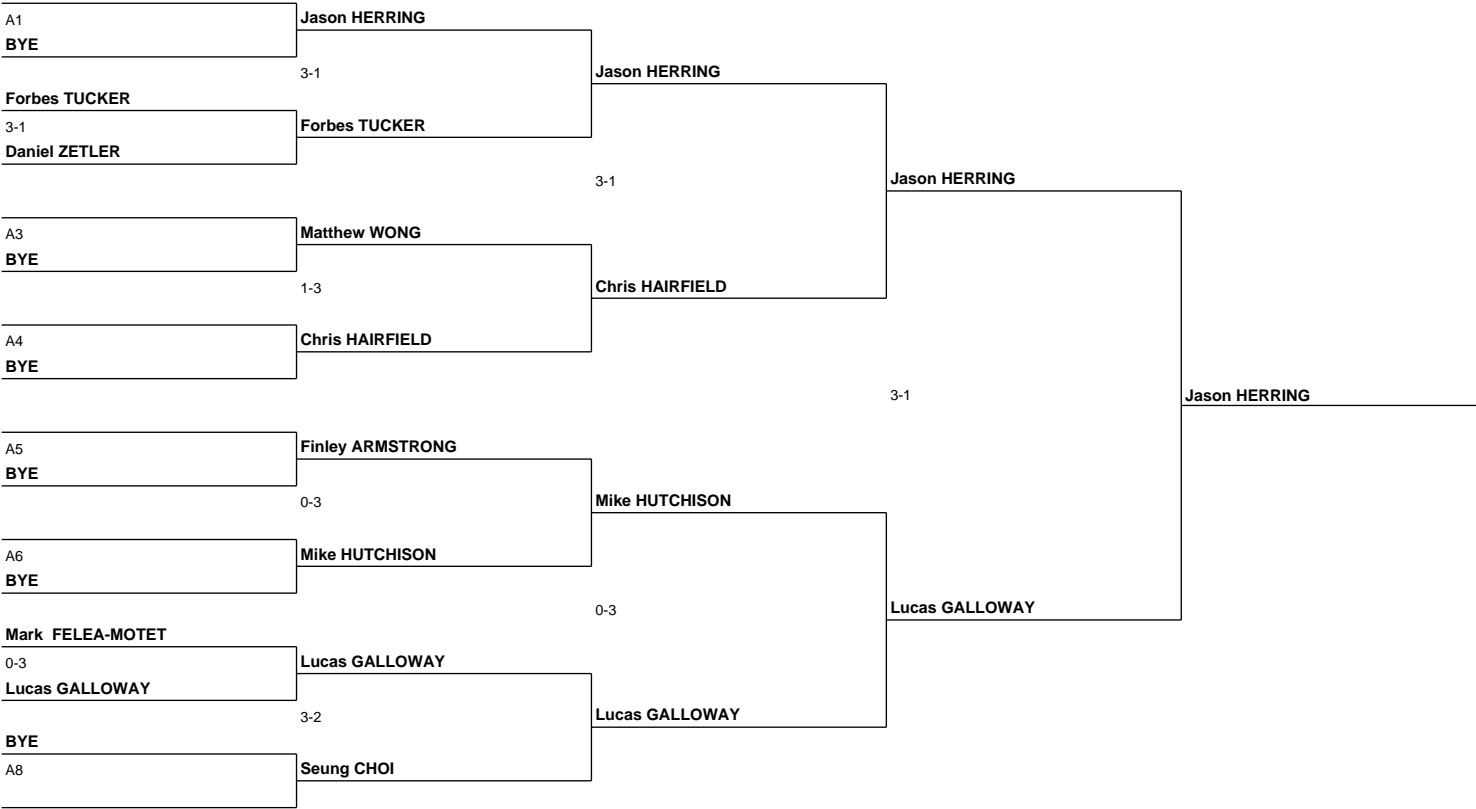 A1
BYE
Jason HERRING
3-1
Jason HERRING
Forbes TUCKER
3-1
Daniel ZETLER
Forbes TUCKER
3-1
Jason HERRING
A3
BYE
Matthew WONG
1-3
Chris HAIRFIELD
A4
BYE
Chris HAIRFIELD
3-1
Jason HERRING
A5
BYE
Finley ARMSTRONG
0-3
Mike HUTCHISON
A6
BYE
Mike HUTCHISON
0-3
Lucas GALLOWAY
Mark FELEA-MOTET
0-3
Lucas GALLOWAY
Lucas GALLOWAY
3-2
Lucas GALLOWAY
BYE
A8
Seung CHOI